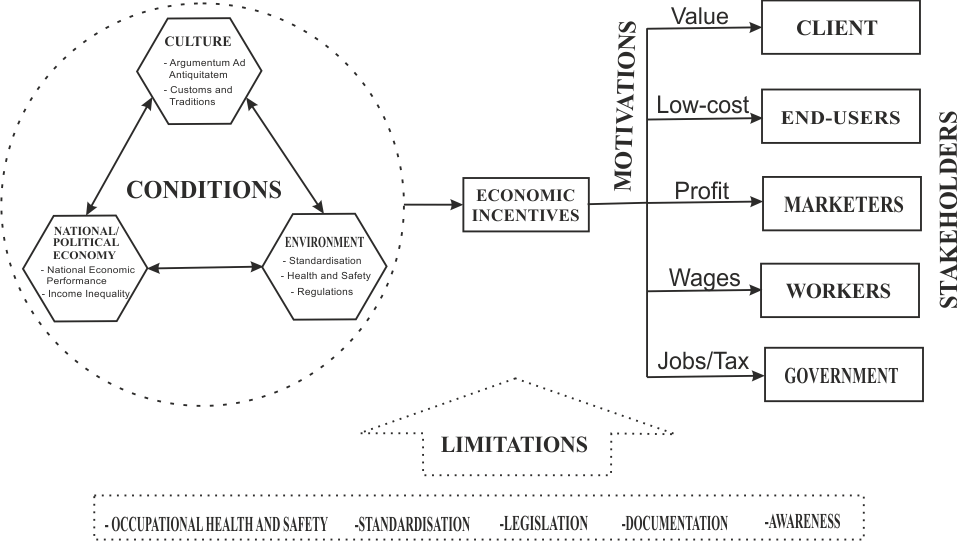 CULTURE
- Argumentum Ad
Antiquitatem
- Customs and
Traditions
CONDITIONS
NATIONAL/
POLITICAL
ECONOMY
- National Economic
Performance
- Income Inequality
ENVIRONMENT
- Standardisation
- Health and Safety
- Regulations
ECONOMIC
INCENTIVES
MOTIVATIONS
Value
CLIENT
Low-cost
END-USERS
Profit
MARKETERS
Wages
WORKERS
Jobs/Tax
GOVERNMENT
STAKEHOLDERS
LIMITATIONS
- OCCUPATIONAL HEALTH AND SAFETY -STANDARDISATION -LEGISLATION -DOCUMENTATION -AWARENESS